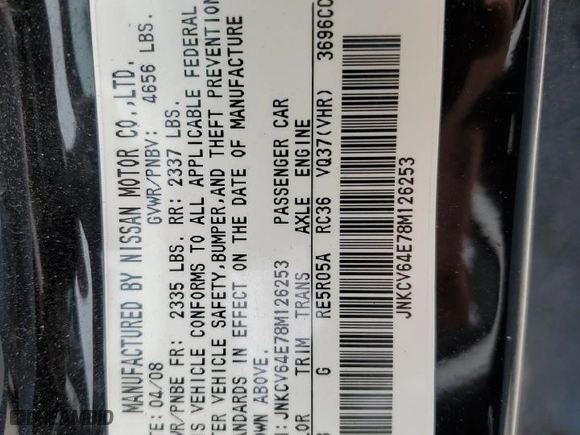 MANUFACTURED BY NISSAN MOTOR CO.,LTD.
04/08 GVWR/PNBV: 4656 LBS.
FR: 2335 LBS. RR: 2337 LBS.
VEHICLE CONFORMS TO ALL APPLICABLE FEDERAL
VEHICLE SAFETY,BUMPER,AND THEFT PREVENTION
IN EFFECT ON THE DATE OF MANUFACTURE
ABOVE.
JNKCV64E78M126253 PASSENGER CAR
TRIM TRANS AXLE ENGINE
G RE5R05A RC36 VQ37(VHR) 3696CC
JNKCV64E78M126253